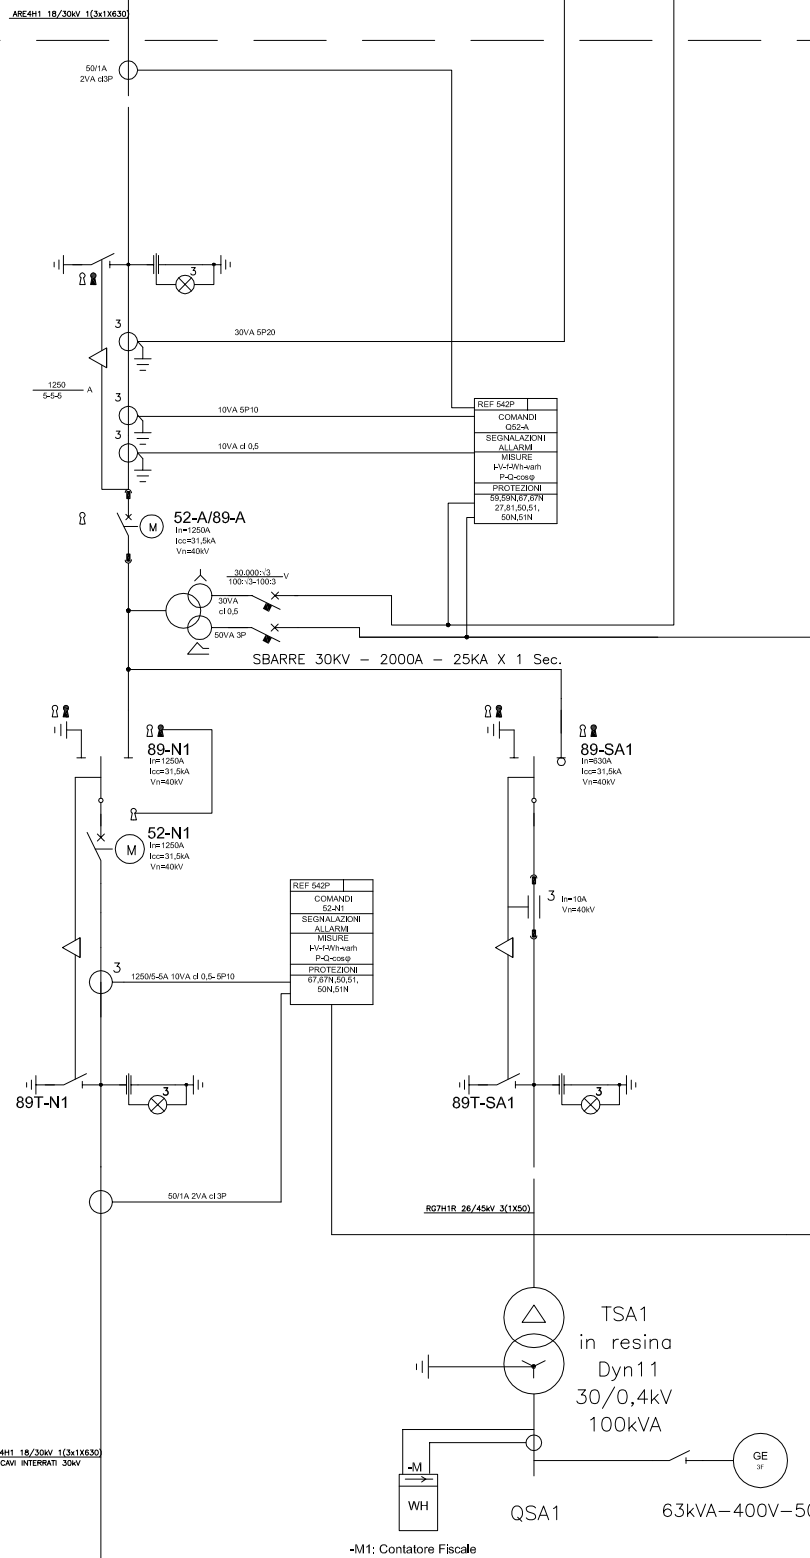 ARE4H1 18/30kV 1(3x1X630)
50/1A
2VA cl3P
3
3
30VA 5P20
1250
5-5-5
A
3
10VA 5P10
3
10VA cl 0,5
REF 542P
COMANDI
Q52-A
SEGNALAZIONI
ALLARMI
MISURE
I-V-f-Wh-varh
P-Q-cosφ
PROTEZIONI
59,59N,67,67N
27,81,50,51,
50N,51N
52-A/89-A
In=1250A
Icc=31,5kA
Vn=40kV
M
30.000:√3
100:√3-100:3
V
30VA
cl 0,5
50VA 3P
SBARRE 30KV - 2000A - 25KA X 1 Sec.
89-N1
In=1250A
Icc=31,5kA
Vn=40kV
89-SA1
In=630A
Icc=31,5kA
Vn=40kV
52-N1
In=1250A
Icc=31,5kA
Vn=40kV
M
REF 542P
COMANDI
52-N1
SEGNALAZIONI
ALLARMI
MISURE
I-V-f-Wh-varh
P-Q-cosφ
PROTEZIONI
67,67N,50,51,
50N,51N
3
In=10A
Vn=40kV
3
1250/5-5A 10VA cl 0,5- 5P10
89T-N1
3
89T-SA1
3
50/1A 2VA cl 3P
RG7H1R 26/45kV 3(1X50)
TSA1
in resina
Dyn11
30/0,4kV
100kVA
4H1 18/30kV 1(3x1X630)
CAVI INTERRATI 30kV
-M
WH
GE
3F
QSA1
63kVA-400V-50
-M1: Contatore Fiscale